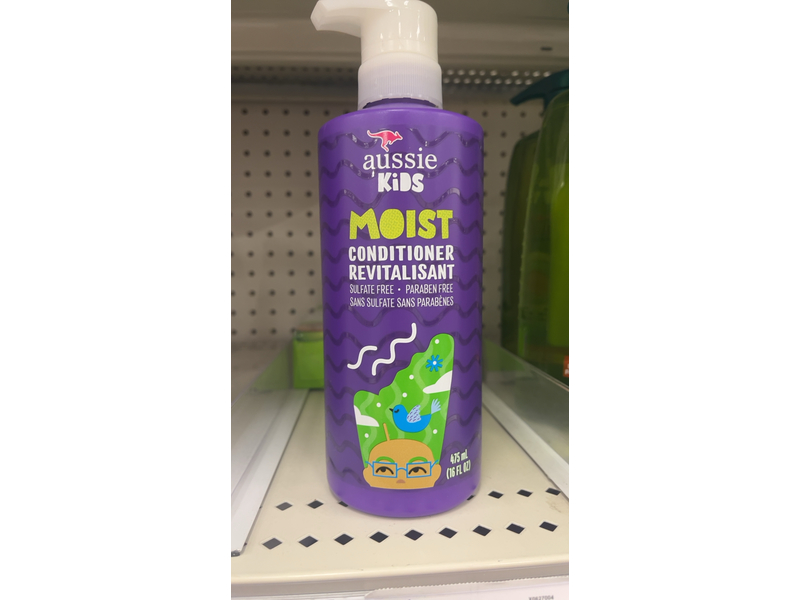 aussie
KiDS
MOIST
CONDITIONER
REVITALISANT
SULFATE FREE • PARABEN FREE
SANS SULFATE SANS PARABÈNES
475 mL
(16 FL OZ)